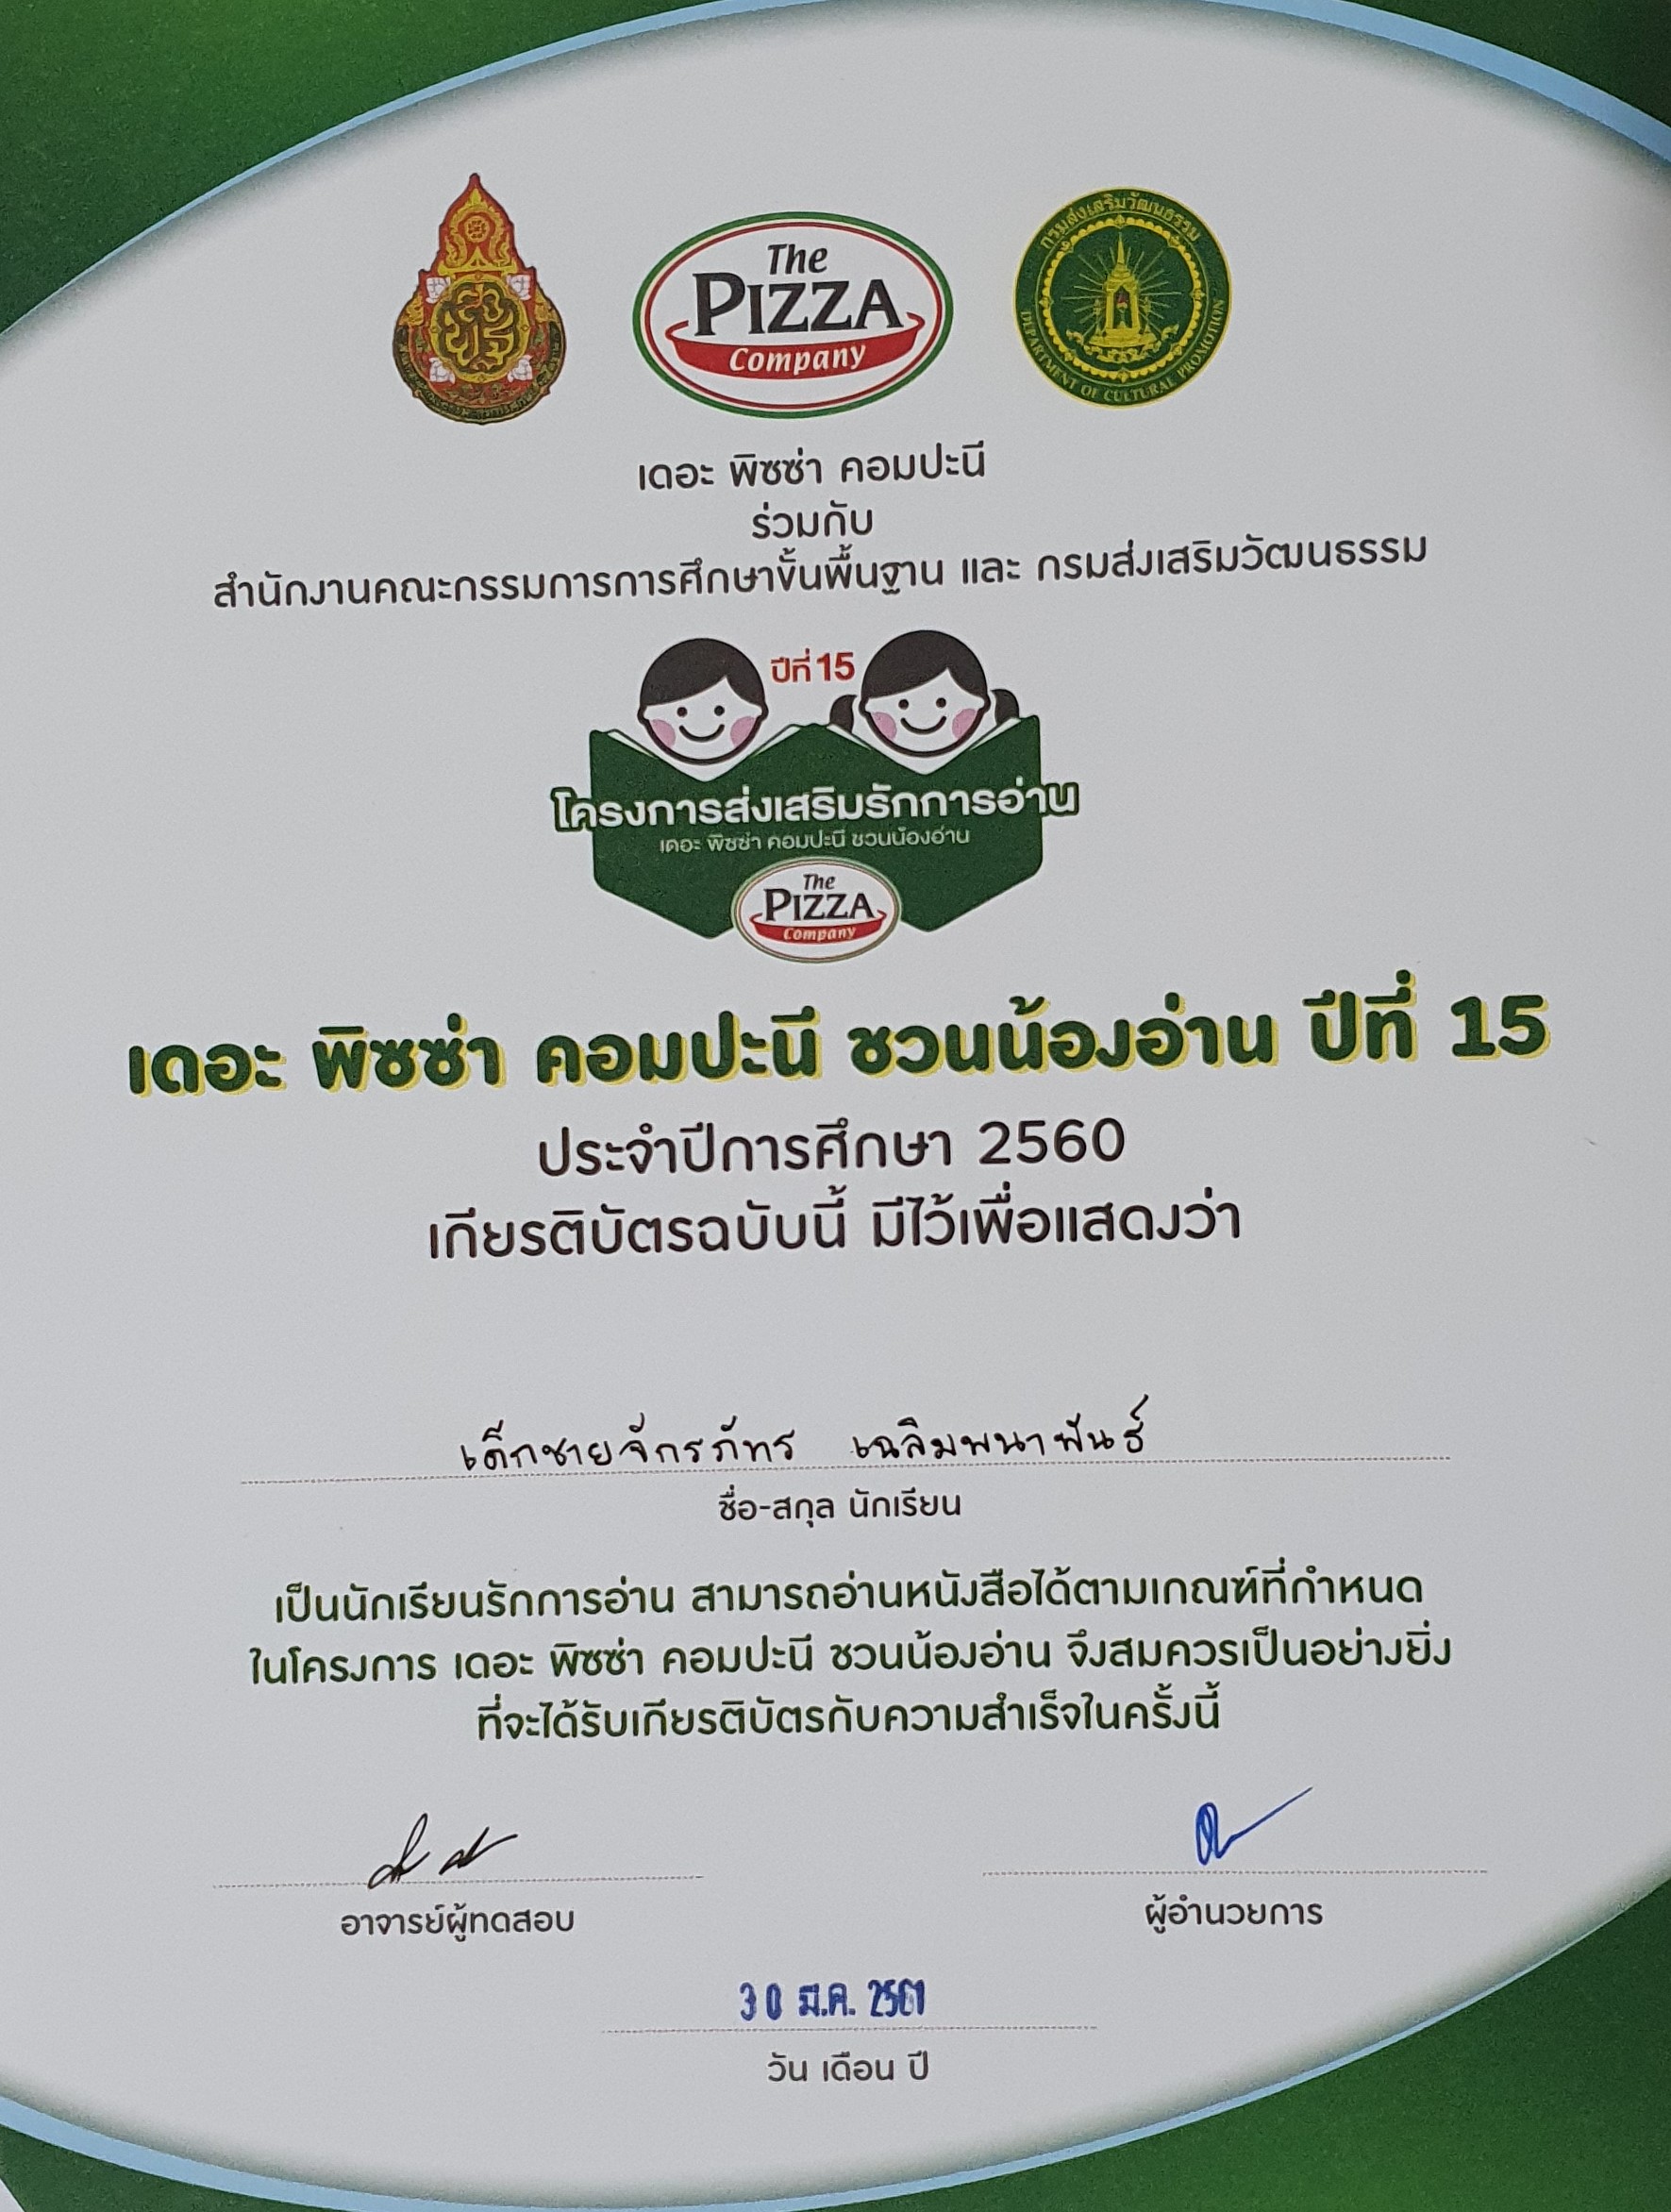 The
PIZZA
Company
กรมส่งเสริมวัฒนธรรม
DEPARTMENT OF CULTURAL PROMOTION
เดอะ พิซซ่า คอมปะนี
ร่วมกับ
สำนักงานคณะกรรมการการศึกษาขั้นพื้นฐาน และ กรมส่งเสริมวัฒนธรรม
ปีที่ 15
โครงการส่งเสริมรักการอ่าน
เดอะ พิซซ่า คอมปะนี ชวนน้องอ่าน
The
PIZZA
Company
เดอะ พิซซ่า คอมปะนี ชวนน้องอ่าน ปีที่ 15
ประจำปีการศึกษา 2560
เกียรติบัตรฉบับนี้ มีไว้เพื่อแสดงว่า
เด็กชายจักรภัทร เฉลิมพนาพันธ์
ชื่อ-สกุล นักเรียน
เป็นนักเรียนรักการอ่าน สามารถอ่านหนังสือได้ตามเกณฑ์ที่กำหนด
ในโครงการ เดอะ พิซซ่า คอมปะนี ชวนน้องอ่าน จึงสมควรเป็นอย่างยิ่ง
ที่จะได้รับเกียรติบัตรกับความสำเร็จในครั้งนี้
อาจารย์ผู้ทดสอบ
ผู้อำนวยการ
30 มี.ค. 2561
วัน เดือน ปี